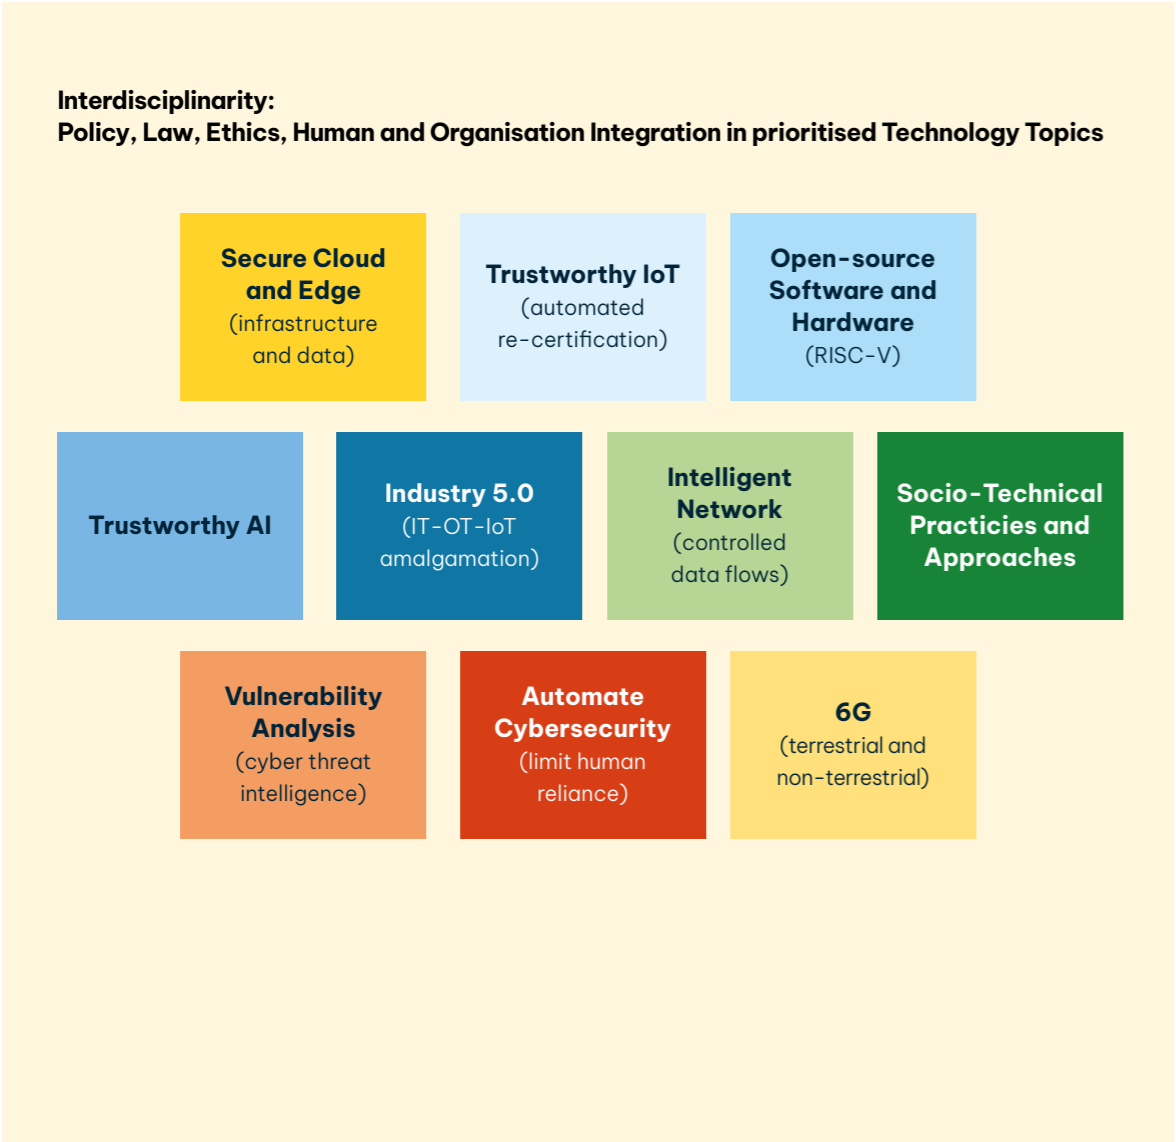 Interdisciplinarity:
Policy, Law, Ethics, Human and Organisation Integration in prioritised Technology Topics
Secure Cloud
and Edge
(infrastructure
and data)
Trustworthy IoT
(automated
re-certification)
Open-source
Software and
Hardware
(RISC-V)
Trustworthy AI
Industry 5.0
(IT-OT-IoT
amalgamation)
Intelligent
Network
(controlled
data flows)
Socio-Technical
Practicies and
Approaches
Vulnerability
Analysis
(cyber threat
intelligence)
Automate
Cybersecurity
(limit human
reliance)
6G
(terrestrial and
non-terrestrial)